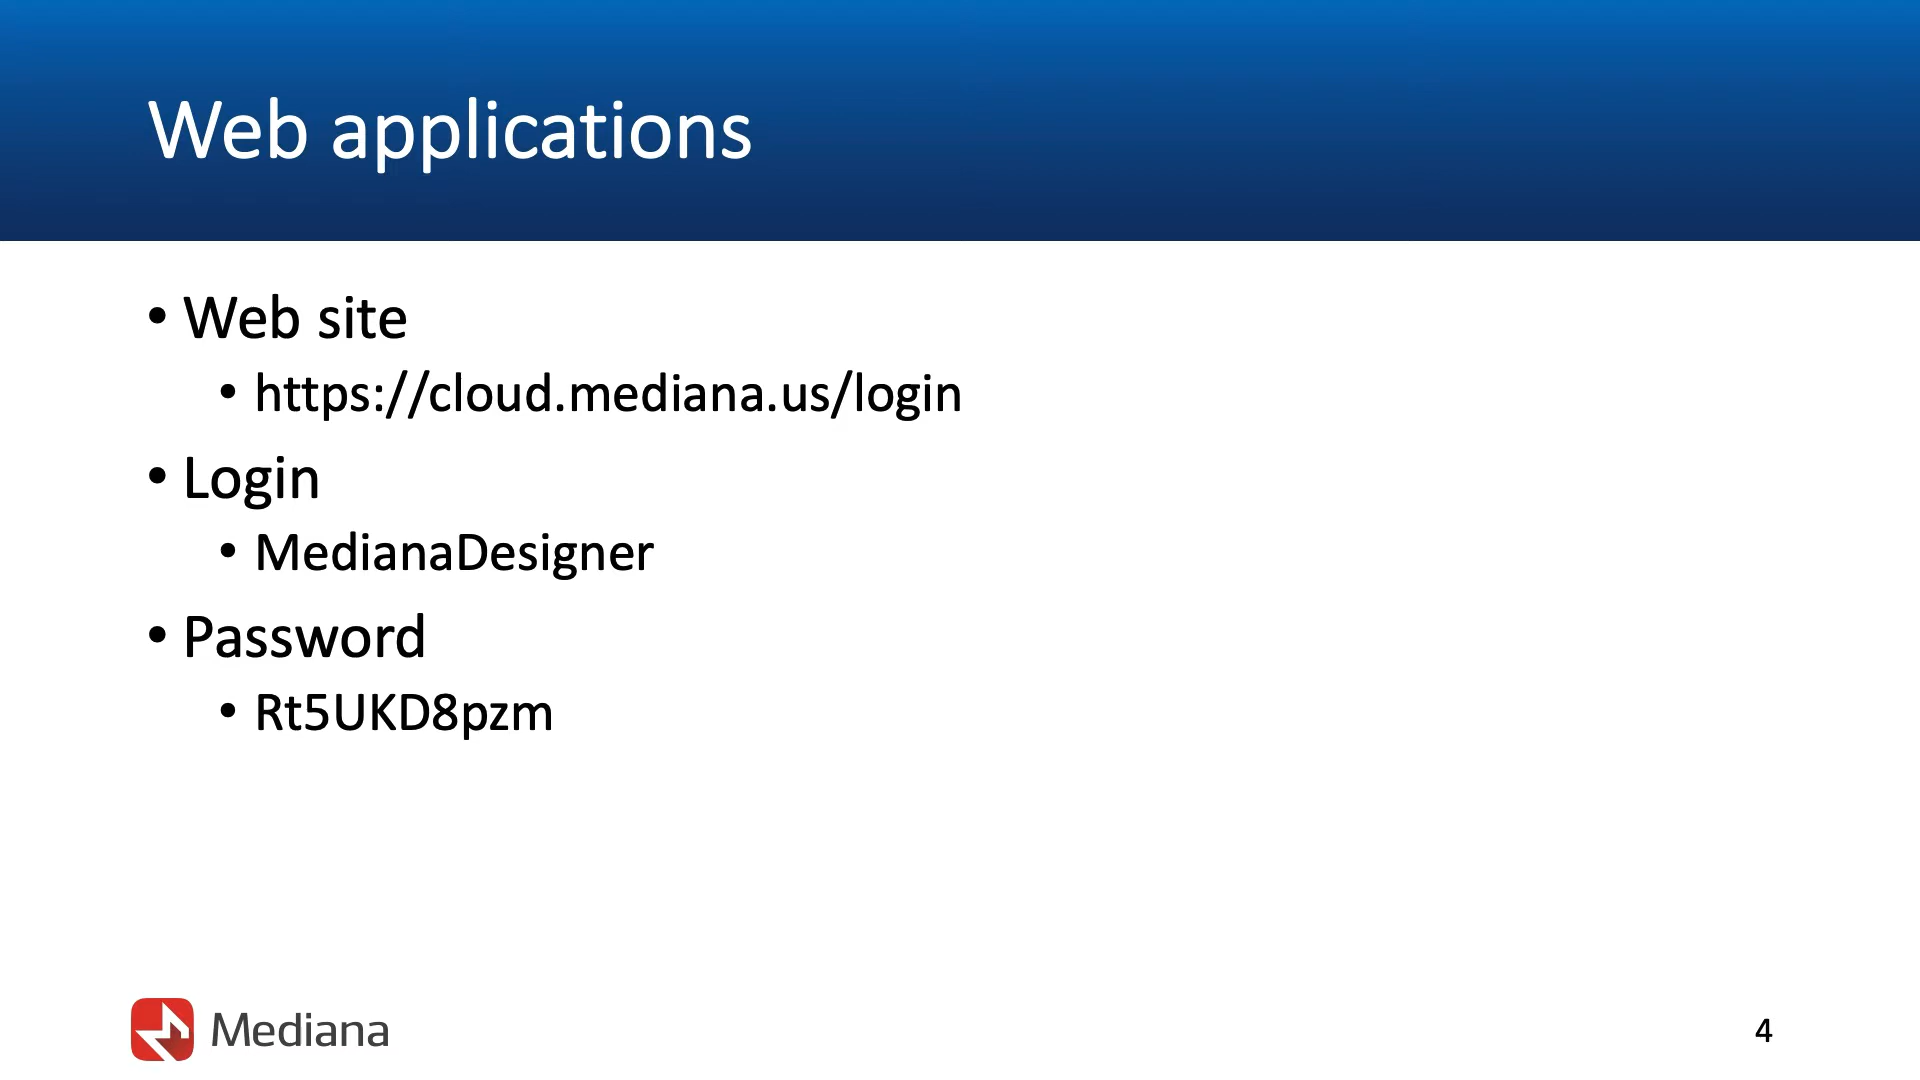 Web applications
• Web site
• https://cloud.mediana.us/login
• Login
• MedianaDesigner
• Password
• Rt5UKD8pzm
Mediana
4